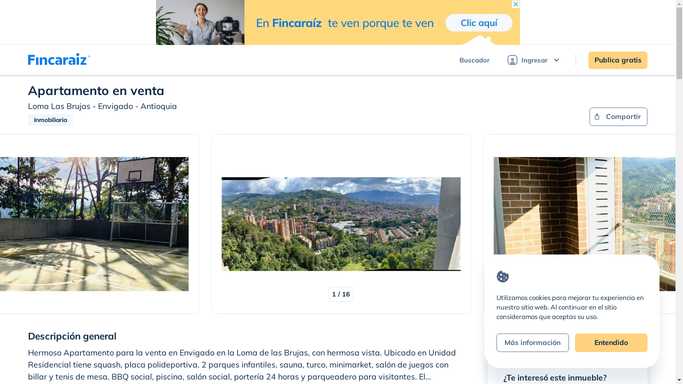 En Fincaraíz te ven porque te ven
Clic aquí
Fincaraiz
Buscador
Ingresar
Publica gratis
Apartamento en venta
Loma Las Brujas - Envigado - Antioquia
Inmobiliaria
Compartir
1 / 16
Utilizamos cookies para mejorar tu experiencia en
nuestro sitio web. Al continuar en el sitio
consideramos que aceptas su uso.
Más información
Entendido
Descripción general
Hermoso Apartamento para la venta en Envigado en la Loma de las Brujas, con hermosa vista. Ubicado en Unidad
Residencial tiene squash, placa polideportiva, 2 parques infantiles, sauna, turco, minimarket, salón de juegos con
billar y tenis de mesa, BBQ social, piscina, salón social, portería 24 horas y parqueadero para visitantes. El...
¿Te interesó este inmueble?